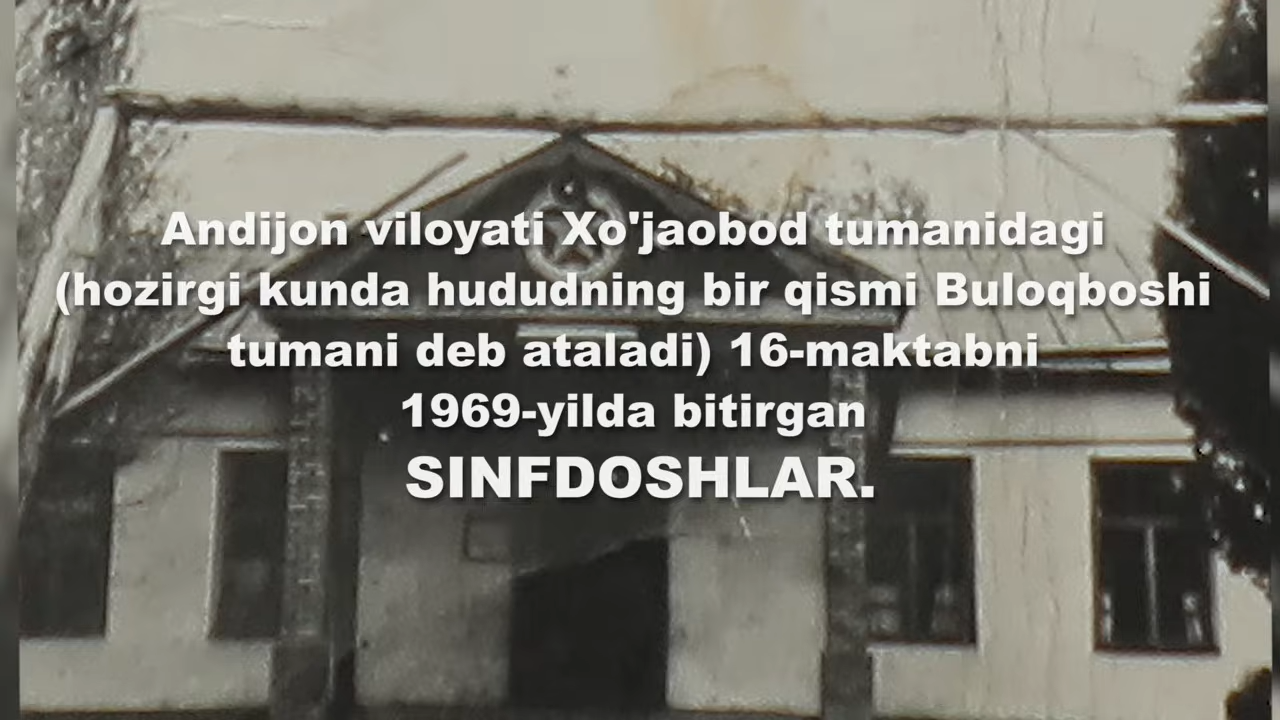 Andijon viloyati Xo'jaobod tumanidagi
(hozirgi kunda hududning bir qismi Buloqboshi
tumani deb ataladi) 16-maktabni
1969-yilda bitirgan
SINFDOSHLAR.